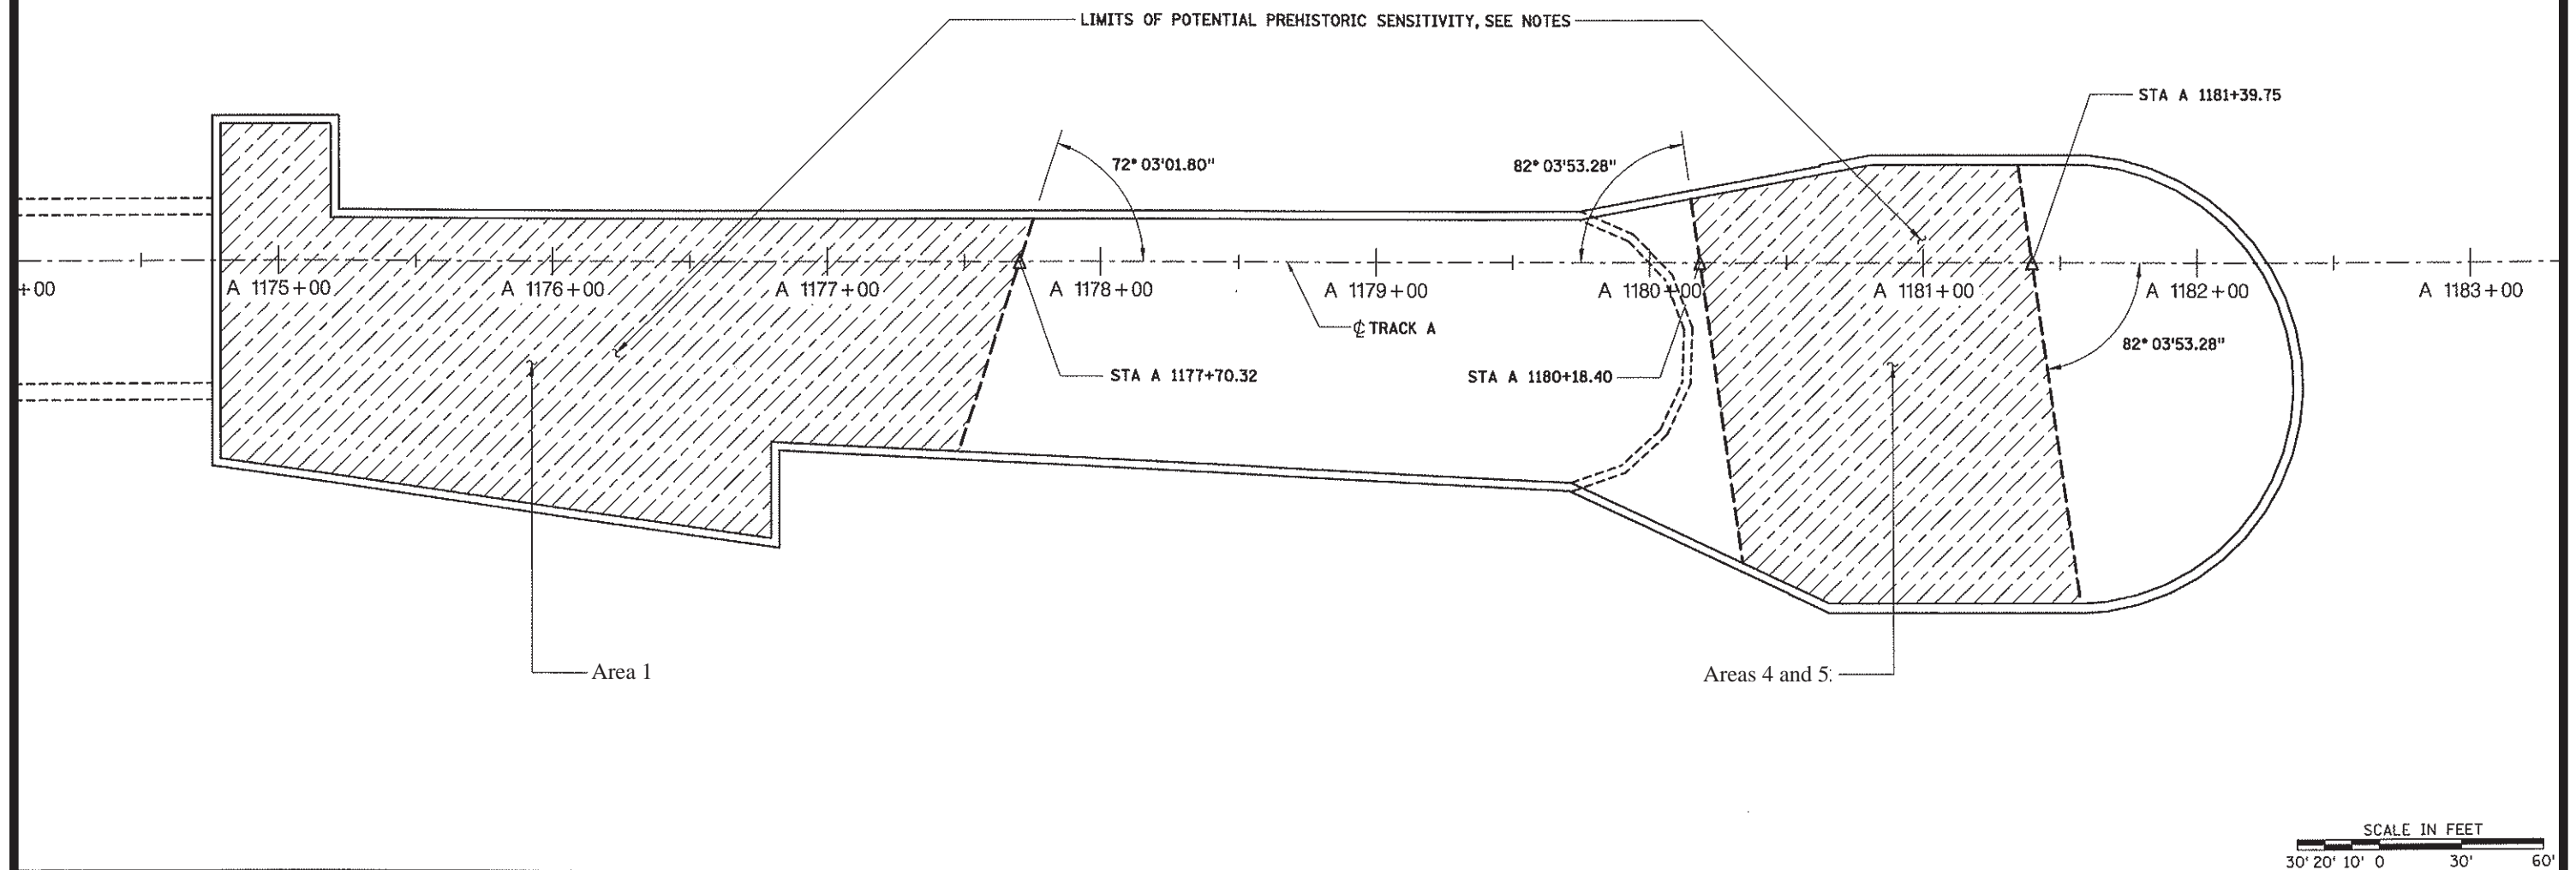 LIMITS OF POTENTIAL PREHISTORIC SENSITIVITY, SEE NOTES
STA A 1181+39.75
72° 03'01.80"
82° 03'53.28"
+00
A 1175+00
A 1176+00
A 1177+00
A 1178+00
A 1179+00
A 1180+00
A 1181+00
A 1182+00
A 1183+00
℄ TRACK A
82° 03'53.28"
STA A 1177+70.32
STA A 1180+18.40
Area 1
Areas 4 and 5:
SCALE IN FEET
30' 20' 10' 0 30' 60'